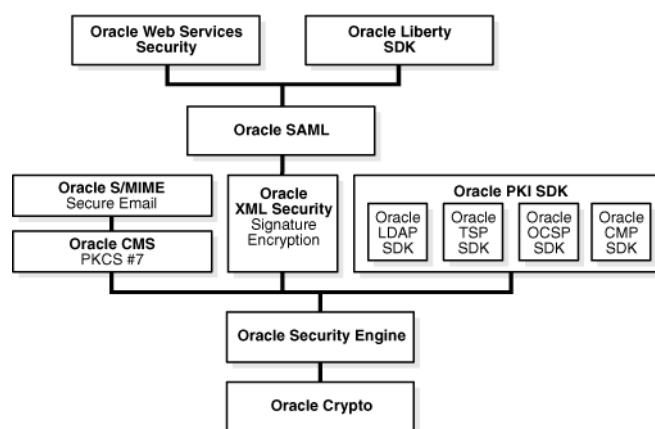 Oracle Web Services
Security
Oracle Liberty
SDK
Oracle SAML
Oracle S/MIME
Secure Email
Oracle CMS
PKCS #7
Oracle
XML Security
Signature
Encryption
Oracle PKI SDK
Oracle
LDAP
SDK
Oracle
TSP
SDK
Oracle
OCSP
SDK
Oracle
CMP
SDK
Oracle Security Engine
Oracle Crypto